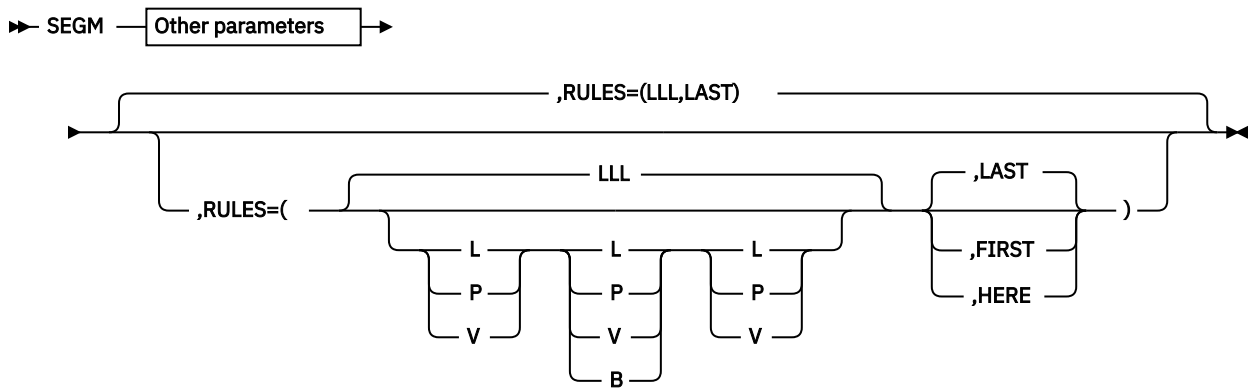 SEGM Other parameters
,RULES=(LLL,LAST)
LLL ,LAST
,RULES=( )
L L L ,FIRST
P P P ,HERE
V V V
B